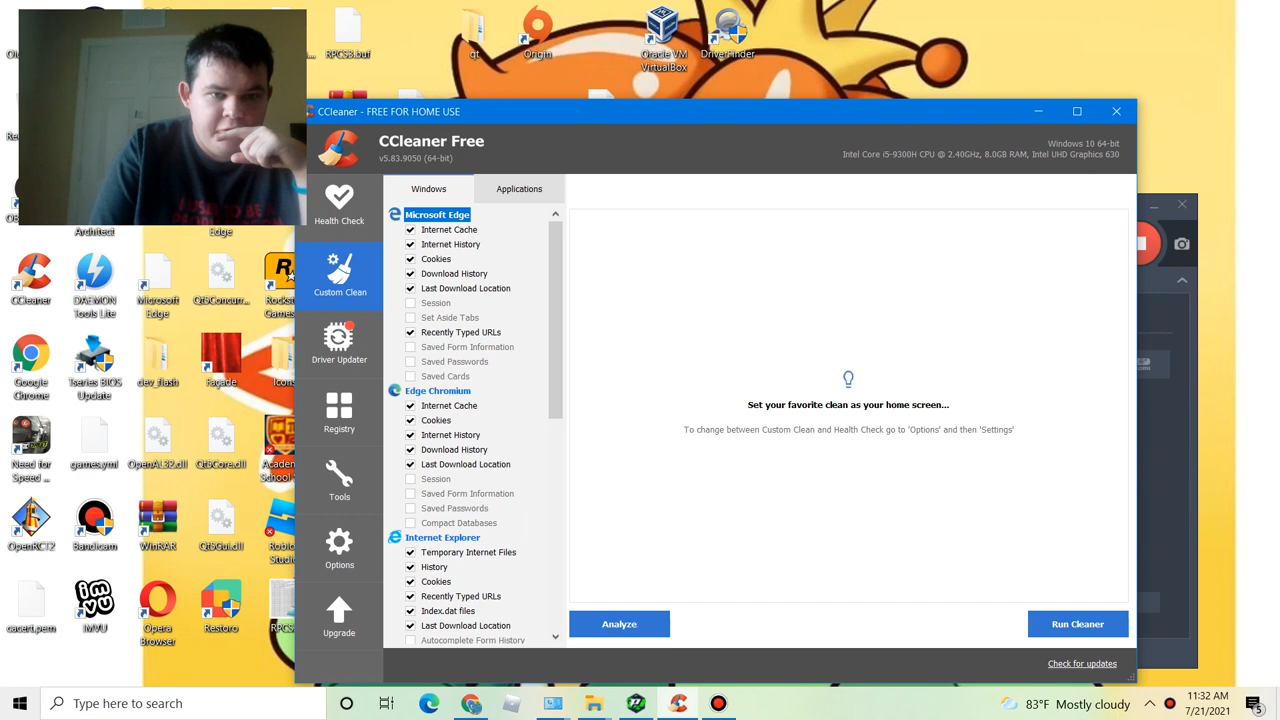 RPCS3.buf
qt
Origin
Oracle VM
VirtualBox
DriverFinder
CCleaner - FREE FOR HOME USE
CCleaner Free
v5.83.9050 (64-bit)
Windows 10 64-bit
Intel Core i5-9300H CPU @ 2.40GHz, 8.0GB RAM, Intel UHD Graphics 630
Health Check
Custom Clean
Driver Updater
Registry
Tools
Options
Upgrade
Windows
Applications
Microsoft Edge
Internet Cache
Internet History
Cookies
Download History
Last Download Location
Session
Set Aside Tabs
Recently Typed URLs
Saved Form Information
Saved Passwords
Saved Cards
Edge Chromium
Internet Cache
Cookies
Internet History
Download History
Last Download Location
Session
Saved Form Information
Saved Passwords
Compact Databases
Internet Explorer
Temporary Internet Files
History
Cookies
Recently Typed URLs
Index.dat files
Last Download Location
Autocomplete Form History
Set your favorite clean as your home screen...
To change between Custom Clean and Health Check go to 'Options' and then 'Settings'
Analyze
Run Cleaner
Check for updates
Architect
Edge
CCleaner
DAEMON
Tools Lite
Microsoft
Edge
Qt5Concurr...
Rockst
Games
Google
Chrome
Tseries BIOS
Update
dev_flash
Façade
Icons
Need for
Speed ...
games.yml
OpenAL32.dll
Qt5Core.dll
Academ
School
OpenRCT2
Bandicam
WinRAR
Qt5Gui.dll
Roblo
Studio
cacert.pem
IMVU
Opera
Browser
Restoro
RPCS
Type here to search
83°F Mostly cloudy
11:32 AM
7/21/2021
5